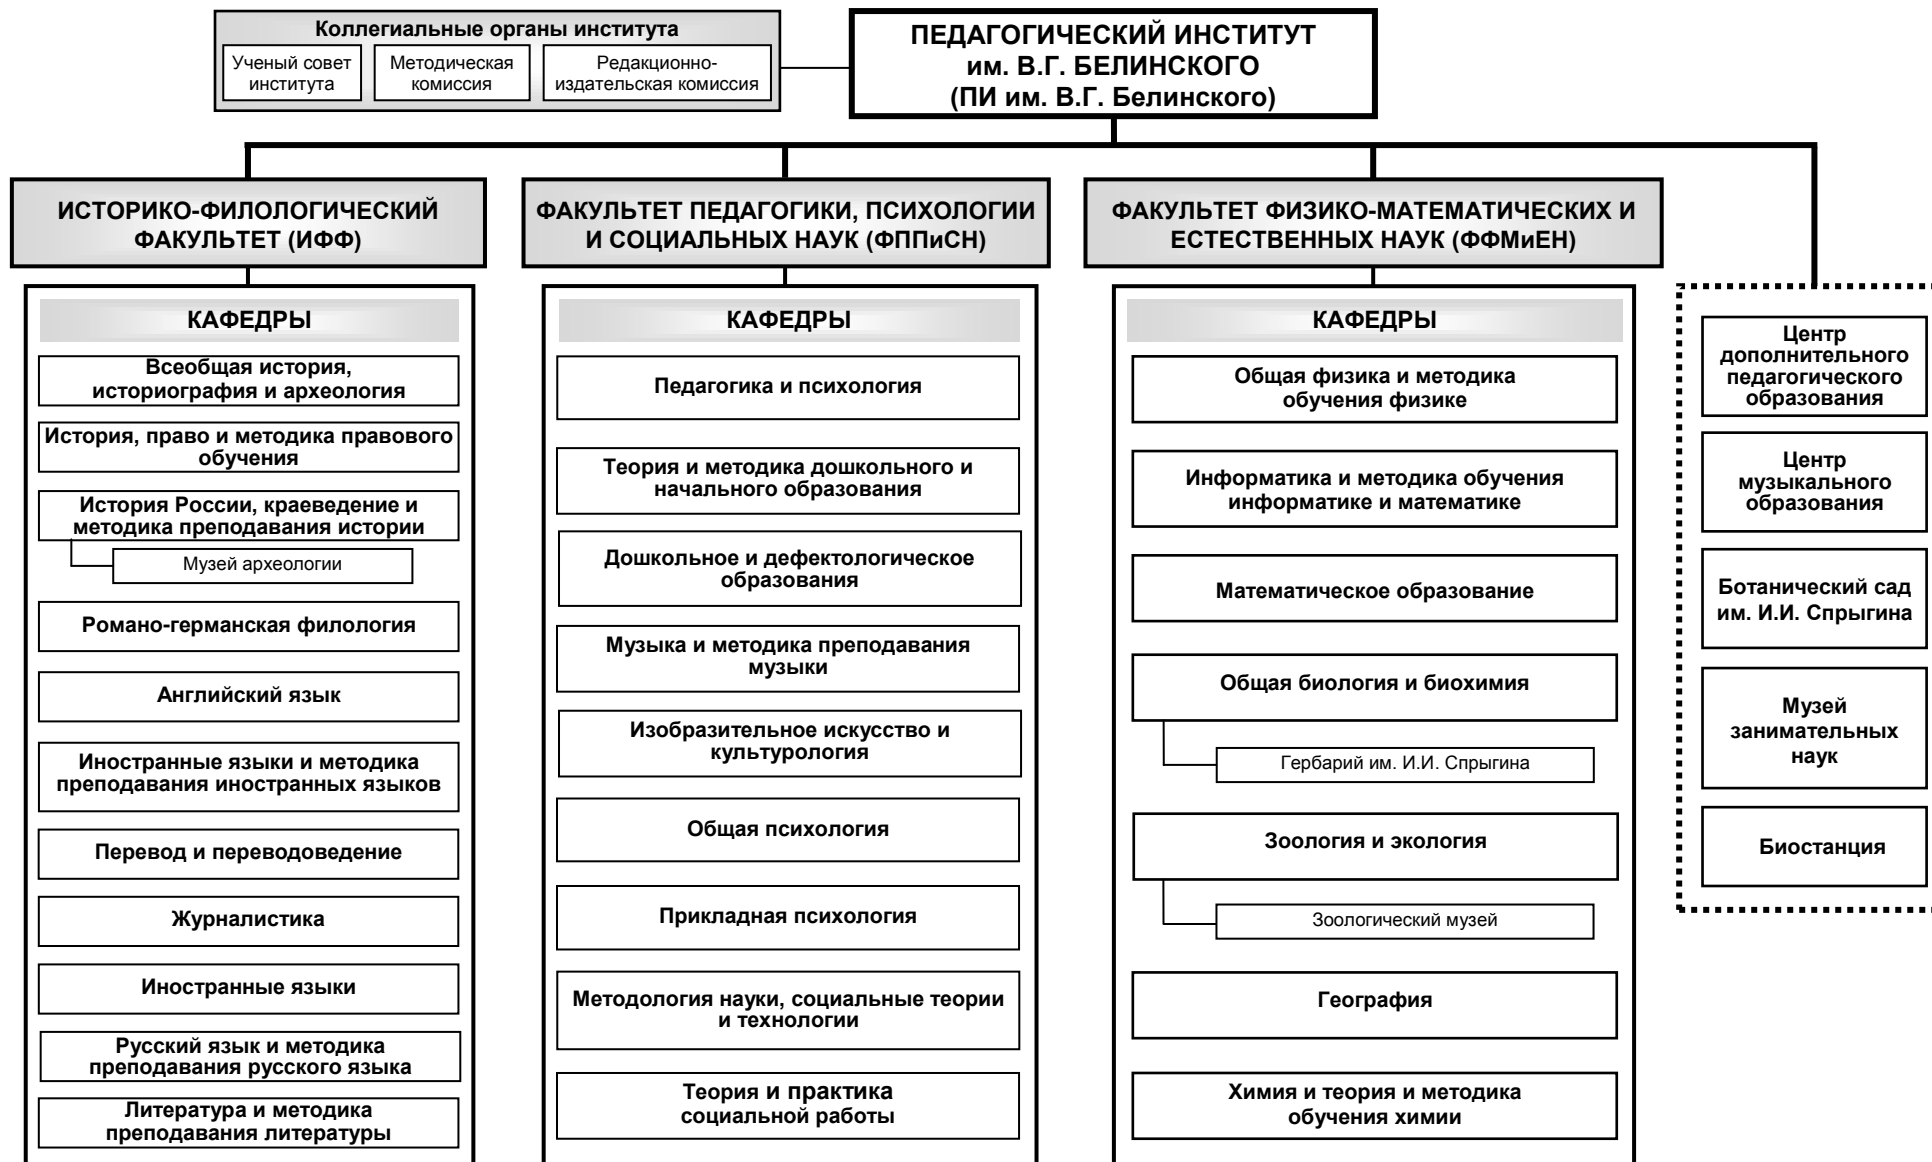 Коллегиальные органы института
Ученый совет
института
Методическая
комиссия
Редакционно-
издательская комиссия
ПЕДАГОГИЧЕСКИЙ ИНСТИТУТ
им. В.Г. БЕЛИНСКОГО
(ПИ им. В.Г. Белинского)
ИСТОРИКО-ФИЛОЛОГИЧЕСКИЙ
ФАКУЛЬТЕТ (ИФФ)
КАФЕДРЫ
Всеобщая история,
историография и археология
История, право и методика правового
обучения
История России, краеведение и
методика преподавания истории
Музей археологии
Романо-германская филология
Английский язык
Иностранные языки и методика
преподавания иностранных языков
Перевод и переводоведение
Журналистика
Иностранные языки
Русский язык и методика
преподавания русского языка
Литература и методика
преподавания литературы
ФАКУЛЬТЕТ ПЕДАГОГИКИ, ПСИХОЛОГИИ
И СОЦИАЛЬНЫХ НАУК (ФППиСН)
КАФЕДРЫ
Педагогика и психология
Теория и методика дошкольного и
начального образования
Дошкольное и дефектологическое
образования
Музыка и методика преподавания
музыки
Изобразительное искусство и
культурология
Общая психология
Прикладная психология
Методология науки, социальные теории
и технологии
Теория и практика
социальной работы
ФАКУЛЬТЕТ ФИЗИКО-МАТЕМАТИЧЕСКИХ И
ЕСТЕСТВЕННЫХ НАУК (ФФМиЕН)
КАФЕДРЫ
Общая физика и методика
обучения физике
Информатика и методика обучения
информатике и математике
Математическое образование
Общая биология и биохимия
Гербарий им. И.И. Спрыгина
Зоология и экология
Зоологический музей
География
Химия и теория и методика
обучения химии
Центр
дополнительного
педагогического
образования
Центр
музыкального
образования
Ботанический сад
им. И.И. Спрыгина
Музей
занимательных
наук
Биостанция